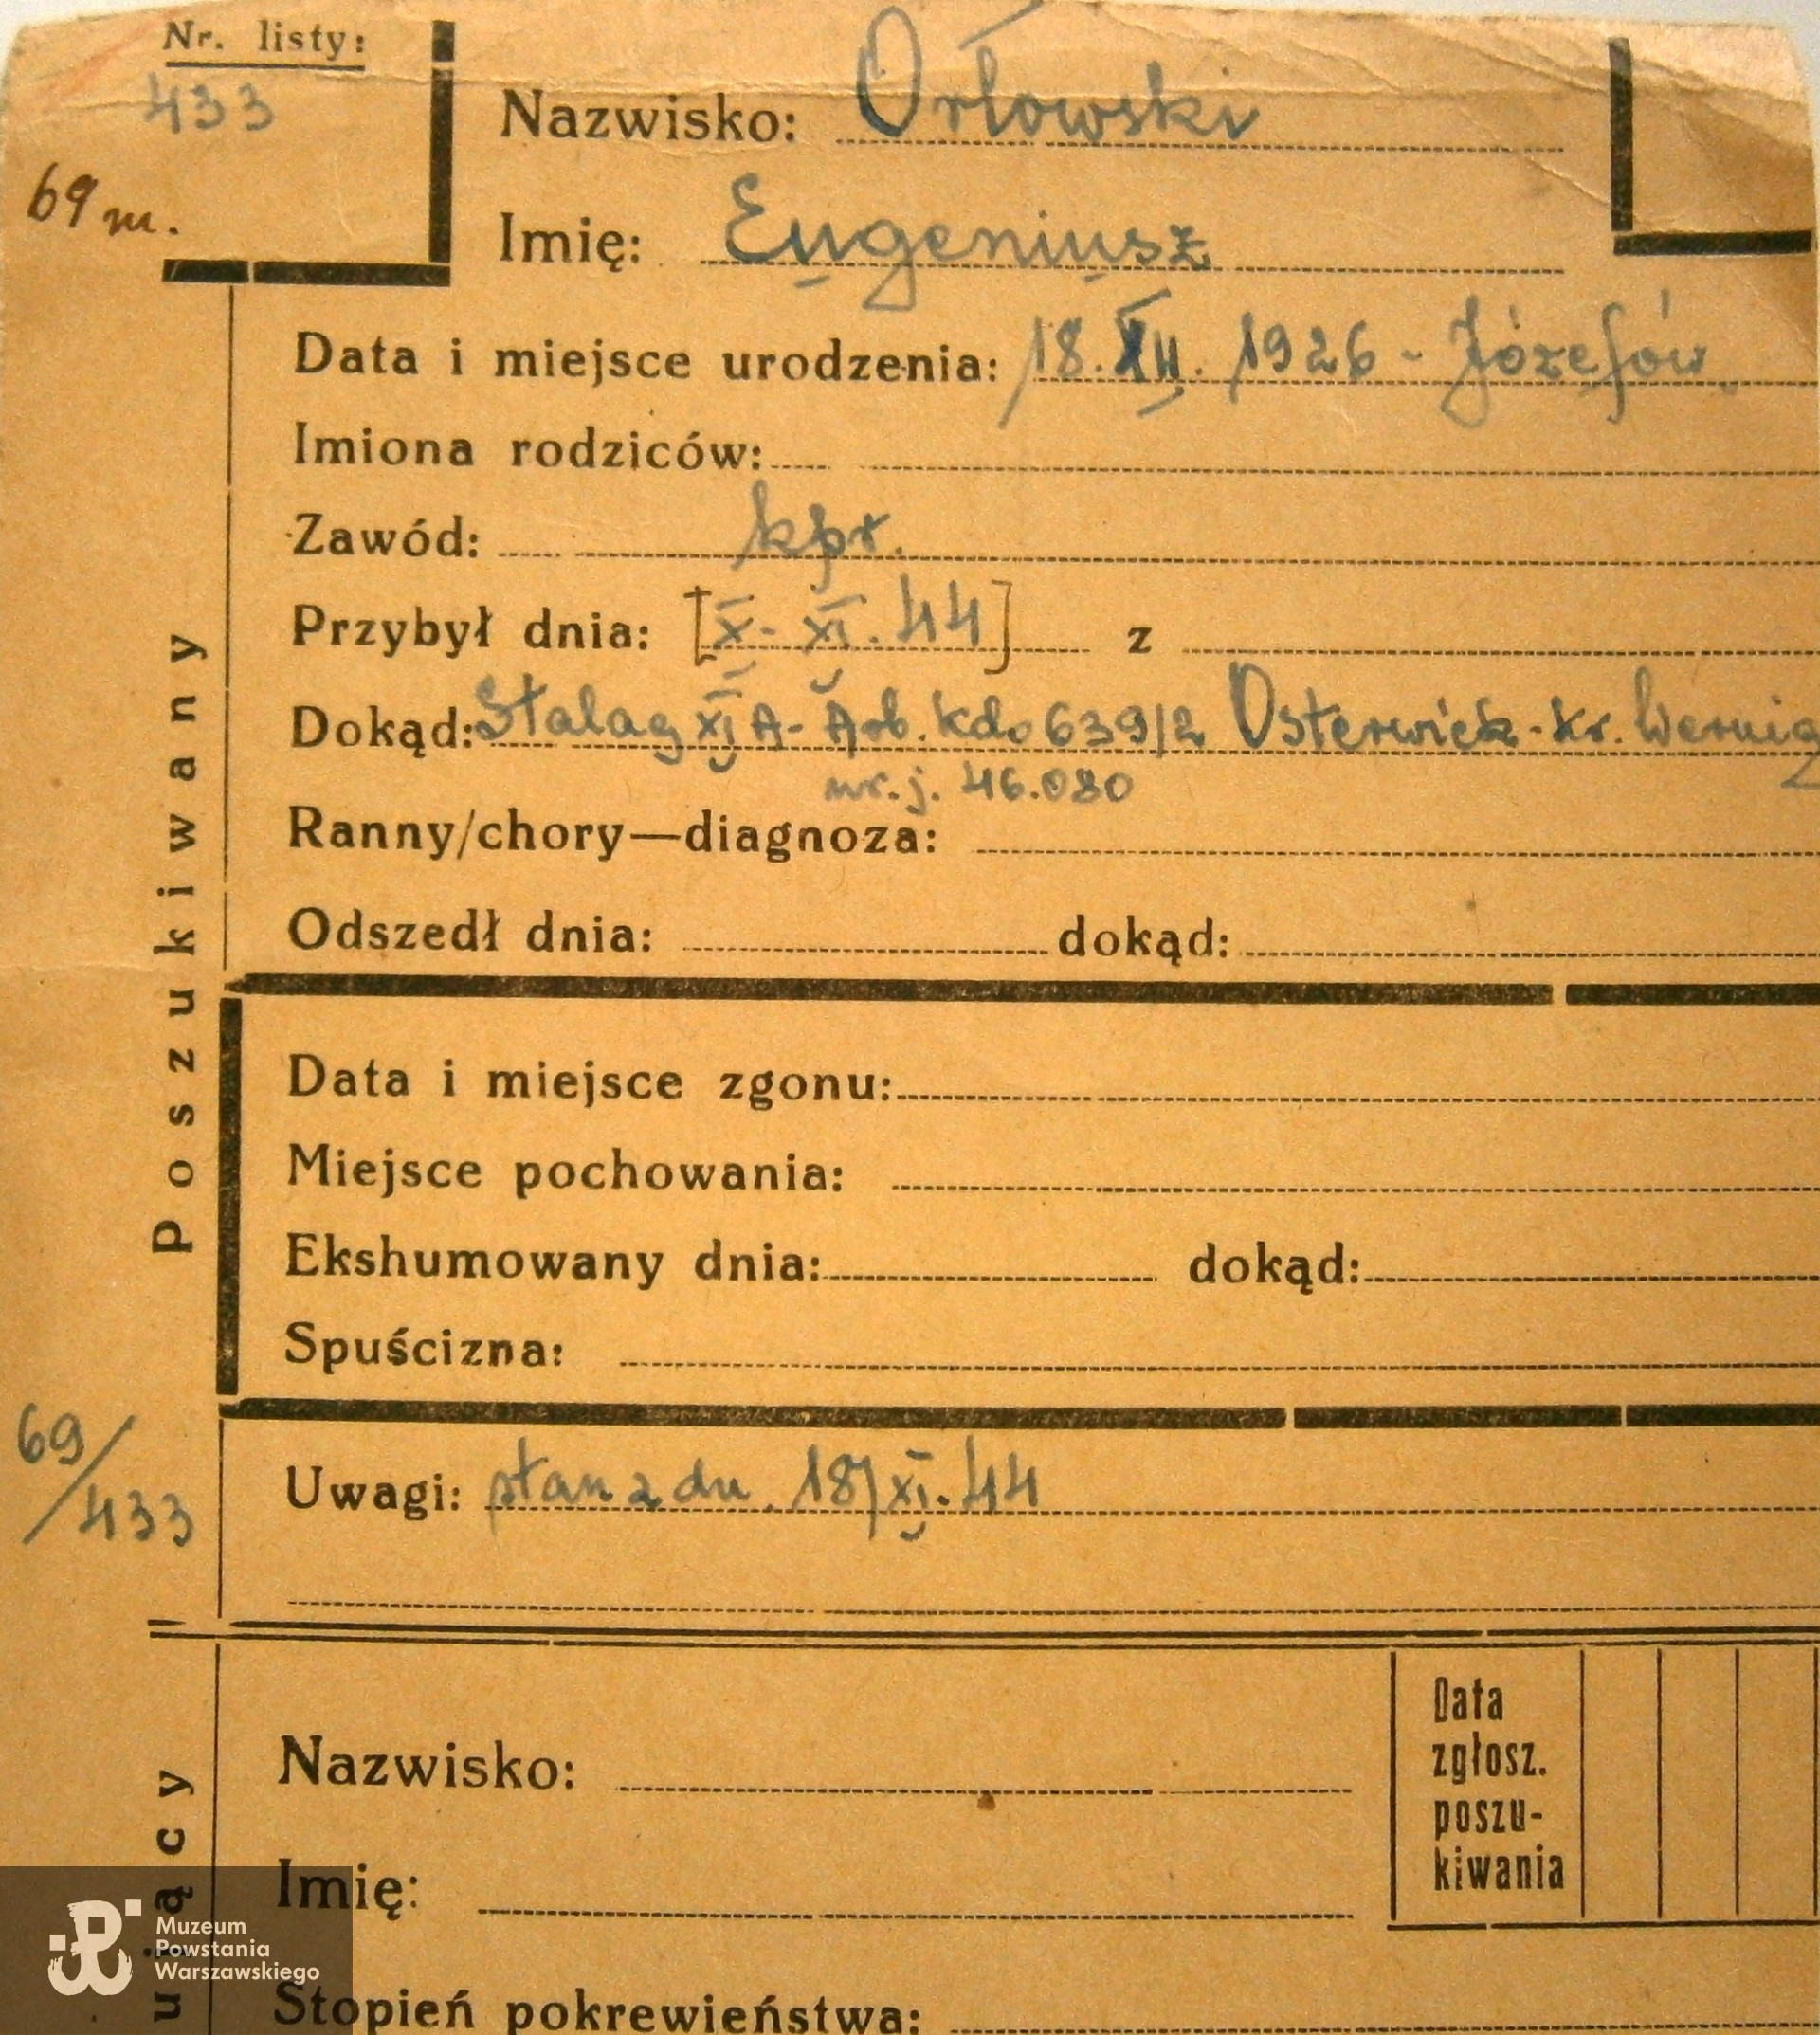 Nr. listy:
433
69 m.
Nazwisko: Orłowski
Imię: Eugeniusz
Data i miejsce urodzenia: 18.XII. 1926 - Józefów
Imiona rodziców:
Zawód: kpr.
Przybył dnia: [X- XI. 44] z
Dokąd: Stalag XI A - Arb. Kdo 639/2 Osterwieck - Kr. Wernig
nr. j. 46.080
Ranny/chory—diagnoza:
Odszedł dnia: dokąd:
Poszukiwany
Data i miejsce zgonu:
Miejsce pochowania:
Ekshumowany dnia: dokąd:
Spuścizna:
69/433
Uwagi: stan z dn. 18/XI. 44
Nazwisko:
Imię:
Data
zgłosz.
poszu-
kiwania
ujący
Stopień pokrewieństwa:
Muzeum
Powstania
Warszawskiego